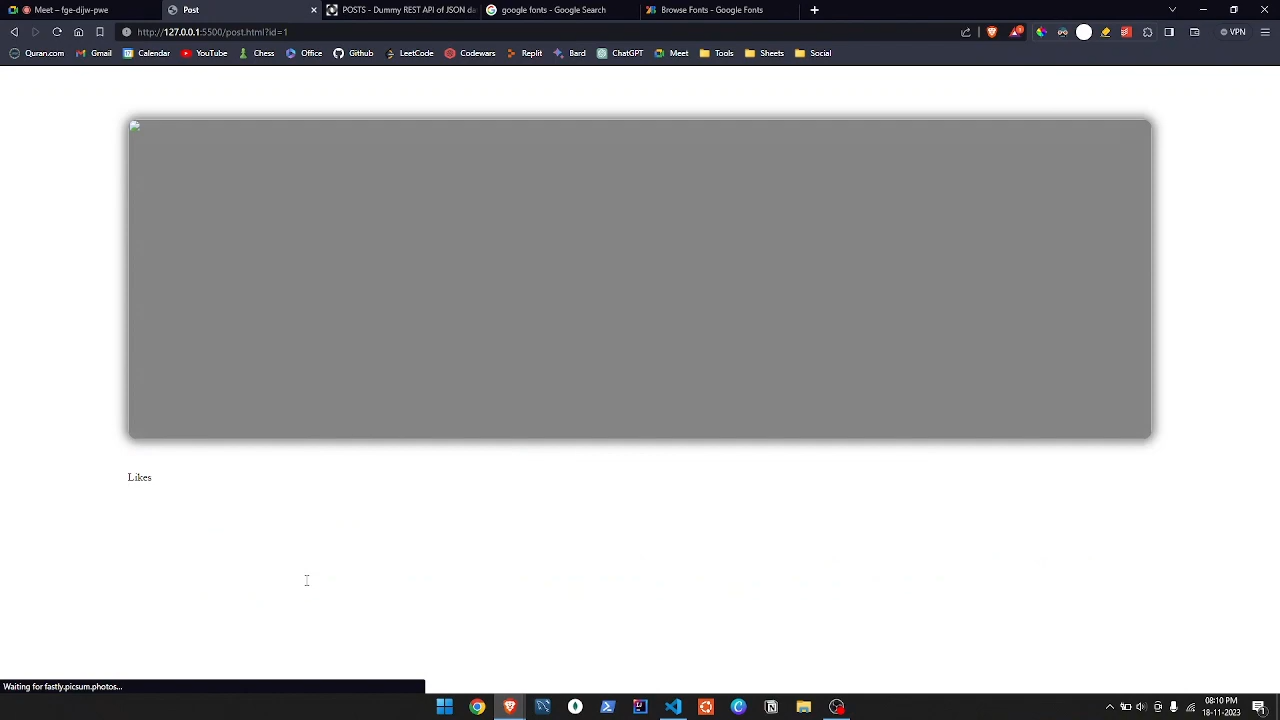 Meet – fge-dijw-pwe
Post
POSTS - Dummy REST API of JSON da
google fonts - Google Search
Browse Fonts - Google Fonts
http://127.0.0.1:5500/post.html?id=1
VPN
Quran.com
Gmail
Calendar
YouTube
Chess
Office
Github
LeetCode
Codewars
Replit
Bard
ChatGPT
Meet
Tools
Sheets
Social
Likes
Waiting for fastly.picsum.photos...
08:10 PM
18-11-2023